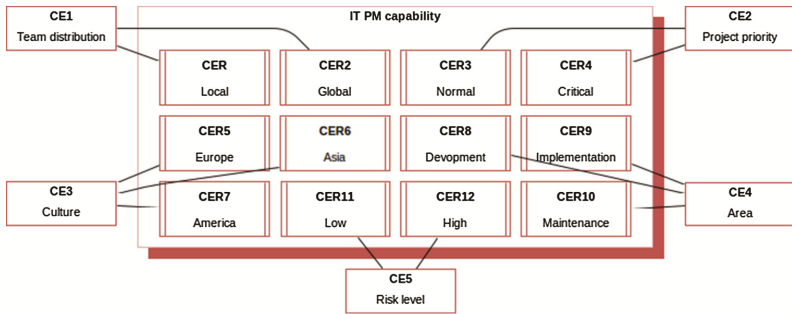 CE1
Team distribution
IT PM capability
CE2
Project priority
CER
Local
CER2
Global
CER3
Normal
CER4
Critical
CER5
Europe
CER6
Asia
CER8
Devopment
CER9
Implementation
CE3
Culture
CER7
America
CER11
Low
CER12
High
CER10
Maintenance
CE4
Area
CE5
Risk level